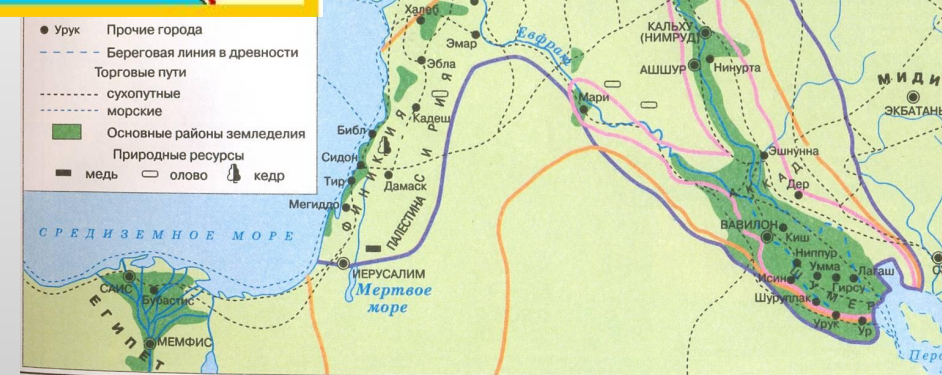 Урук Прочие города
Береговая линия в древности
Торговые пути
сухопутные
морские
Основные районы земледелия
Природные ресурсы
медь олово кедр
Халеб
Эмар
Эбла
Кадеш
Библ
Сидон
Тир
Дамаск
Мегиддо
ФИНИКИЯ
СИРИЯ
ПАЛЕСТИНА
СРЕДИЗЕМНОЕ МОРЕ
ИЕРУСАЛИМ
Мертвое
море
САИС
Бубастис
ЕГИПЕТ
МЕМФИС
Евфрат
Мари
КАЛЬХУ
(НИМРУД)
АШШУР
Нинурта
МИДИ
ЭКБАТАНЫ
Эшнунна
АККАД
Дер
ВАВИЛОН
Киш
Ниппур
Умма
Лагаш
Исин
Гирсу
ШУМЕР
Шуруппак
Урук
Ур
Перс